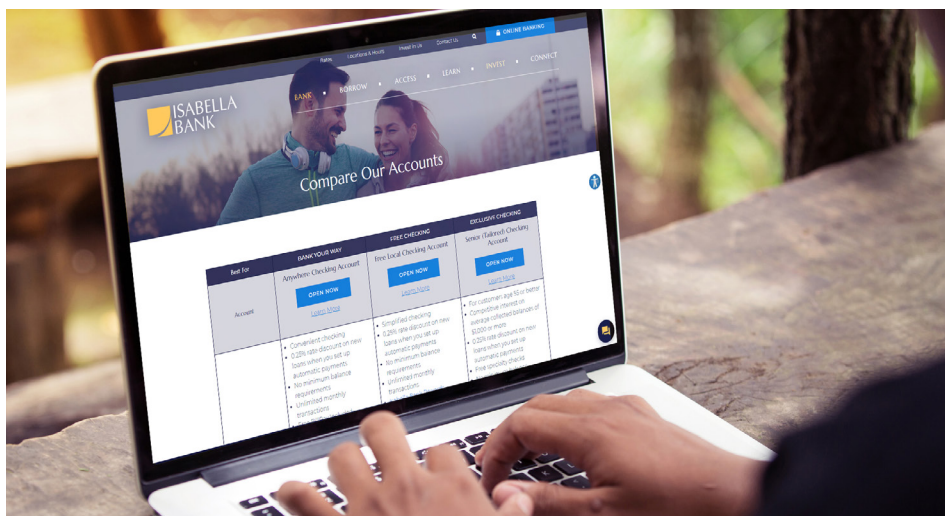 Rates Locations & Hours Invest In Us Contact Us ONLINE BANKING
ISABELLA
BANK
BANK • BORROW • ACCESS • LEARN • INVEST • CONNECT
Compare Our Accounts
Best For
BANK YOUR WAY
FREE CHECKING
EXCLUSIVE CHECKING
Account
Anywhere Checking Account
OPEN NOW
Learn More
Free Local Checking Account
OPEN NOW
Learn More
Senior (Tailored) Checking
Account
OPEN NOW
Learn More
• Convenient checking
• 0.25% rate discount on new
loans when you set up
automatic payments
• No minimum balance
requirements
• Unlimited monthly
transactions
• Simplified checking
• 0.25% rate discount on new
loans when you set up
automatic payments
• No minimum balance
requirements
• Unlimited monthly
transactions
• For customers age 55 or better
• Competitive interest on
average collected balances of
$1,000 or more
• 0.25% rate discount on new
loans when you set up
automatic payments
• Free specialty checks